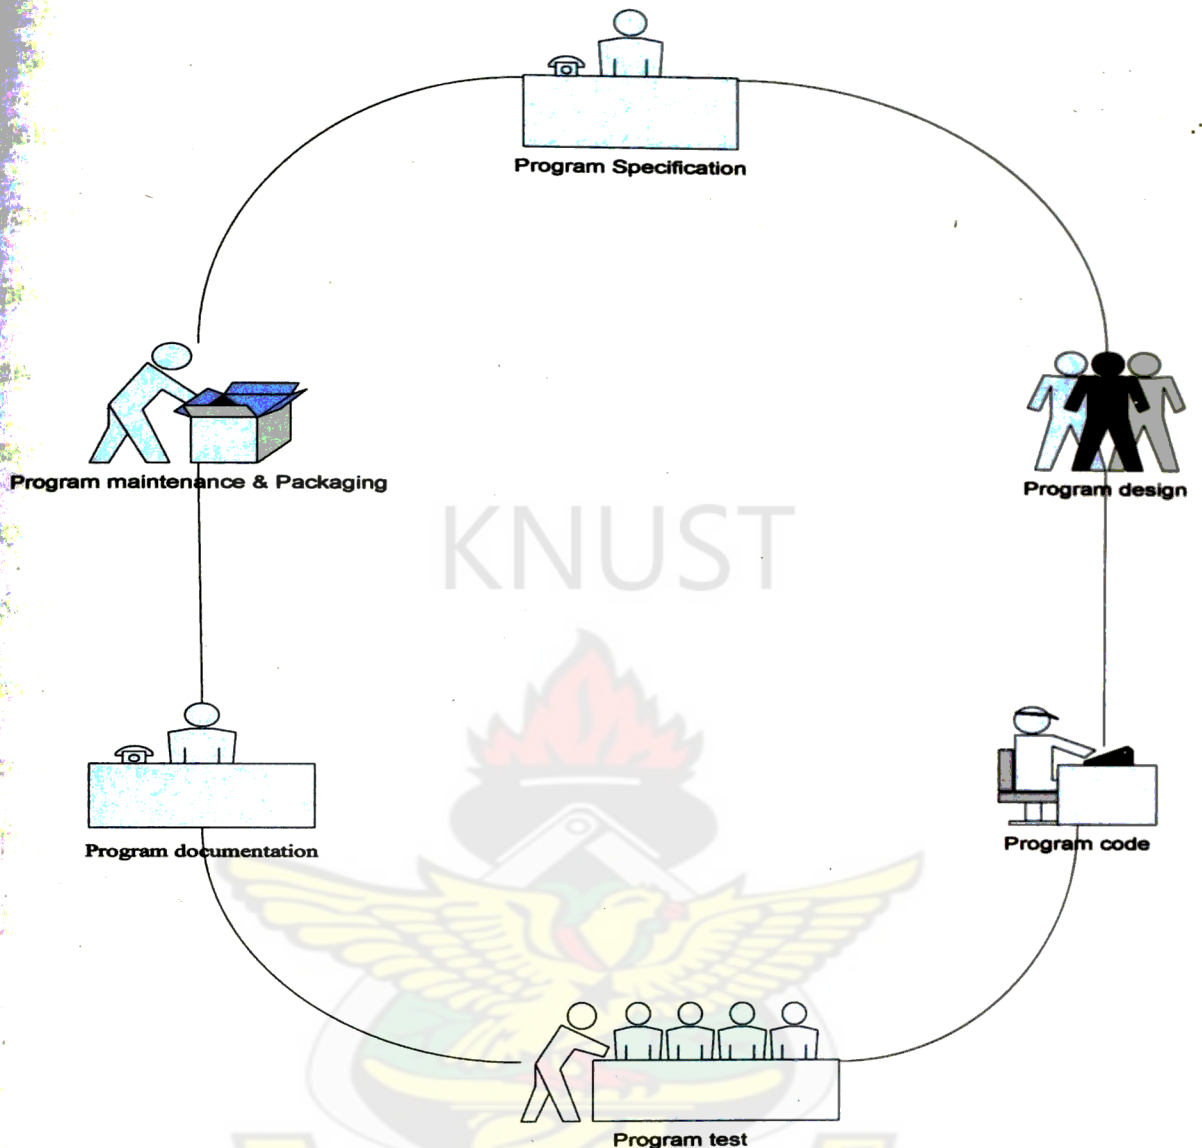 Program Specification
Program maintenance & Packaging
Program design
KNUST
Program documentation
Program code
Program test